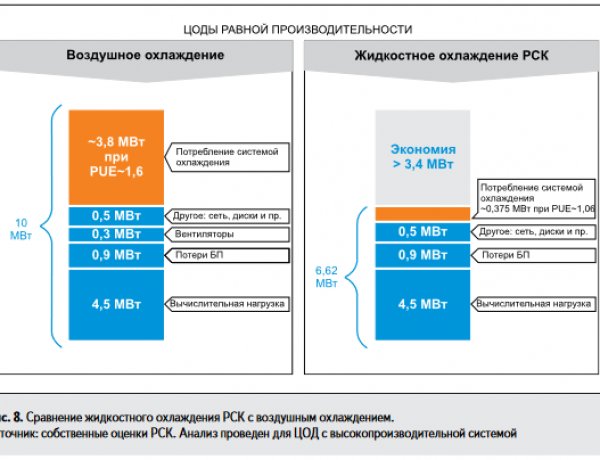 ЦОДЫ РАВНОЙ ПРОИЗВОДИТЕЛЬНОСТИ
Воздушное охлаждение
~3,8 МВт
при
PUE~1,6
Потребление системой
охлаждения
10
МВт
0,5 МВт
Другое: сеть, диски и пр.
0,3 МВт
Вентиляторы
0,9 МВт
Потери БП
4,5 МВт
Вычислительная нагрузка
Жидкостное охлаждение РСК
Экономия
> 3,4 МВт
Потребление системой
охлаждения
~0,375 МВт при PUE~1,06
0,5 МВт
Другое: сеть, диски и пр.
6,62
МВт
0,9 МВт
Потери БП
4,5 МВт
Вычислительная нагрузка
ис. 8. Сравнение жидкостного охлаждения РСК с воздушным охлаждением.
точник: собственные оценки РСК. Анализ проведен для ЦОД с высокопроизводительной системой